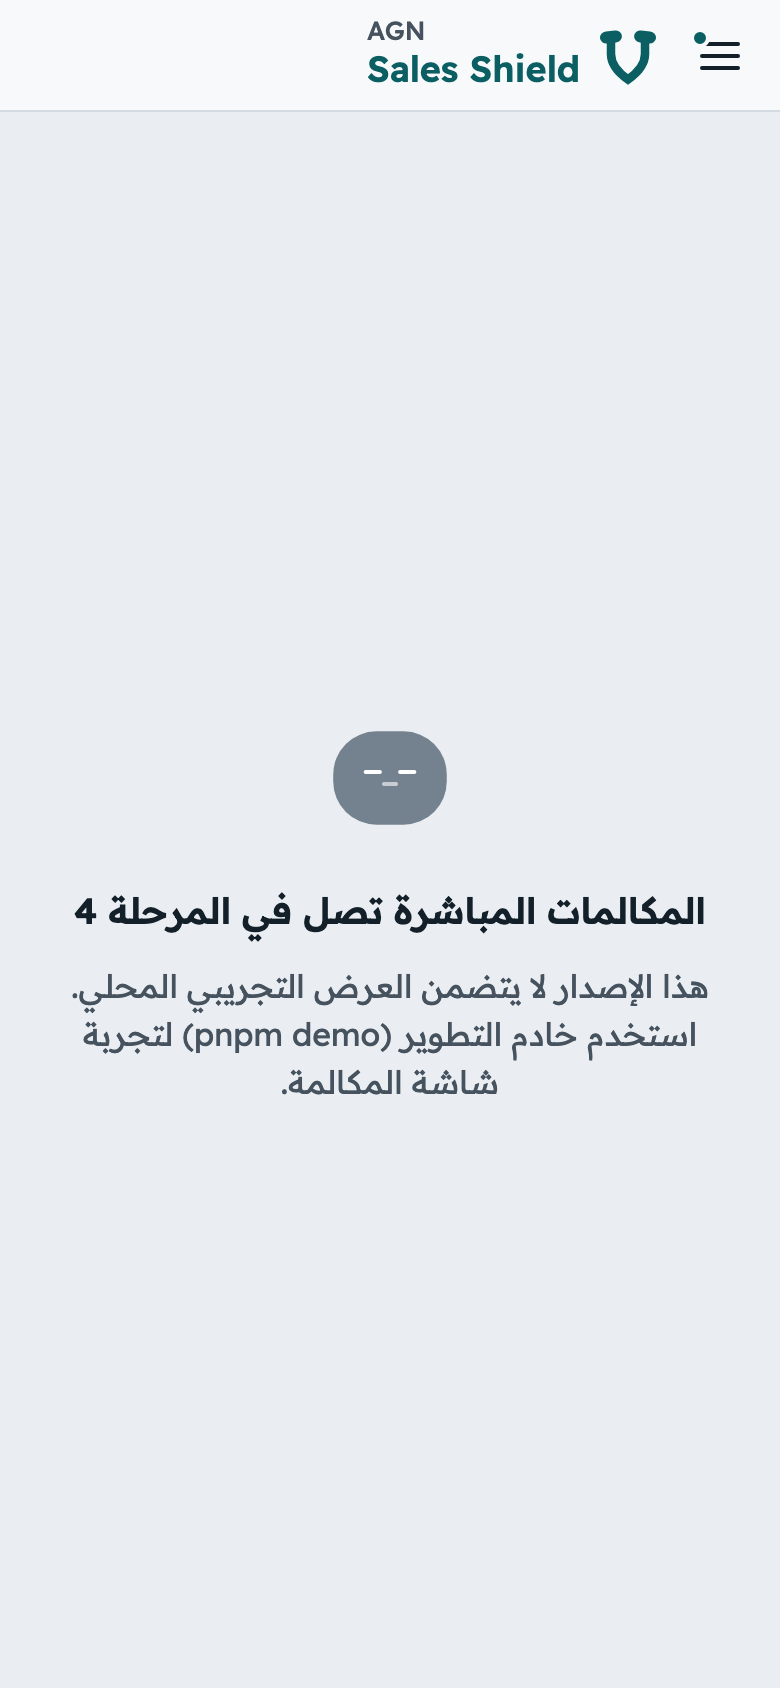 AGN
Sales Shield
المكالمات المباشرة تصل في المرحلة 4
هذا الإصدار لا يتضمن العرض التجريبي المحلي.
استخدم خادم التطوير (pnpm demo) لتجربة
شاشة المكالمة.